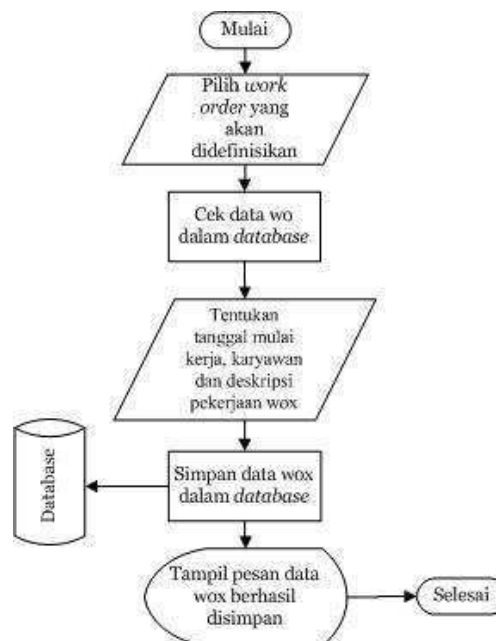 Mulai
Pilih work
order yang
akan
didefinisikan
Cek data wo
dalam database
Tentukan
tanggal mulai
kerja, karyawan
dan deskripsi
pekerjaan wox
Database
Simpan data wox
dalam database
Tampil pesan data
wox berhasil
disimpan
Selesai